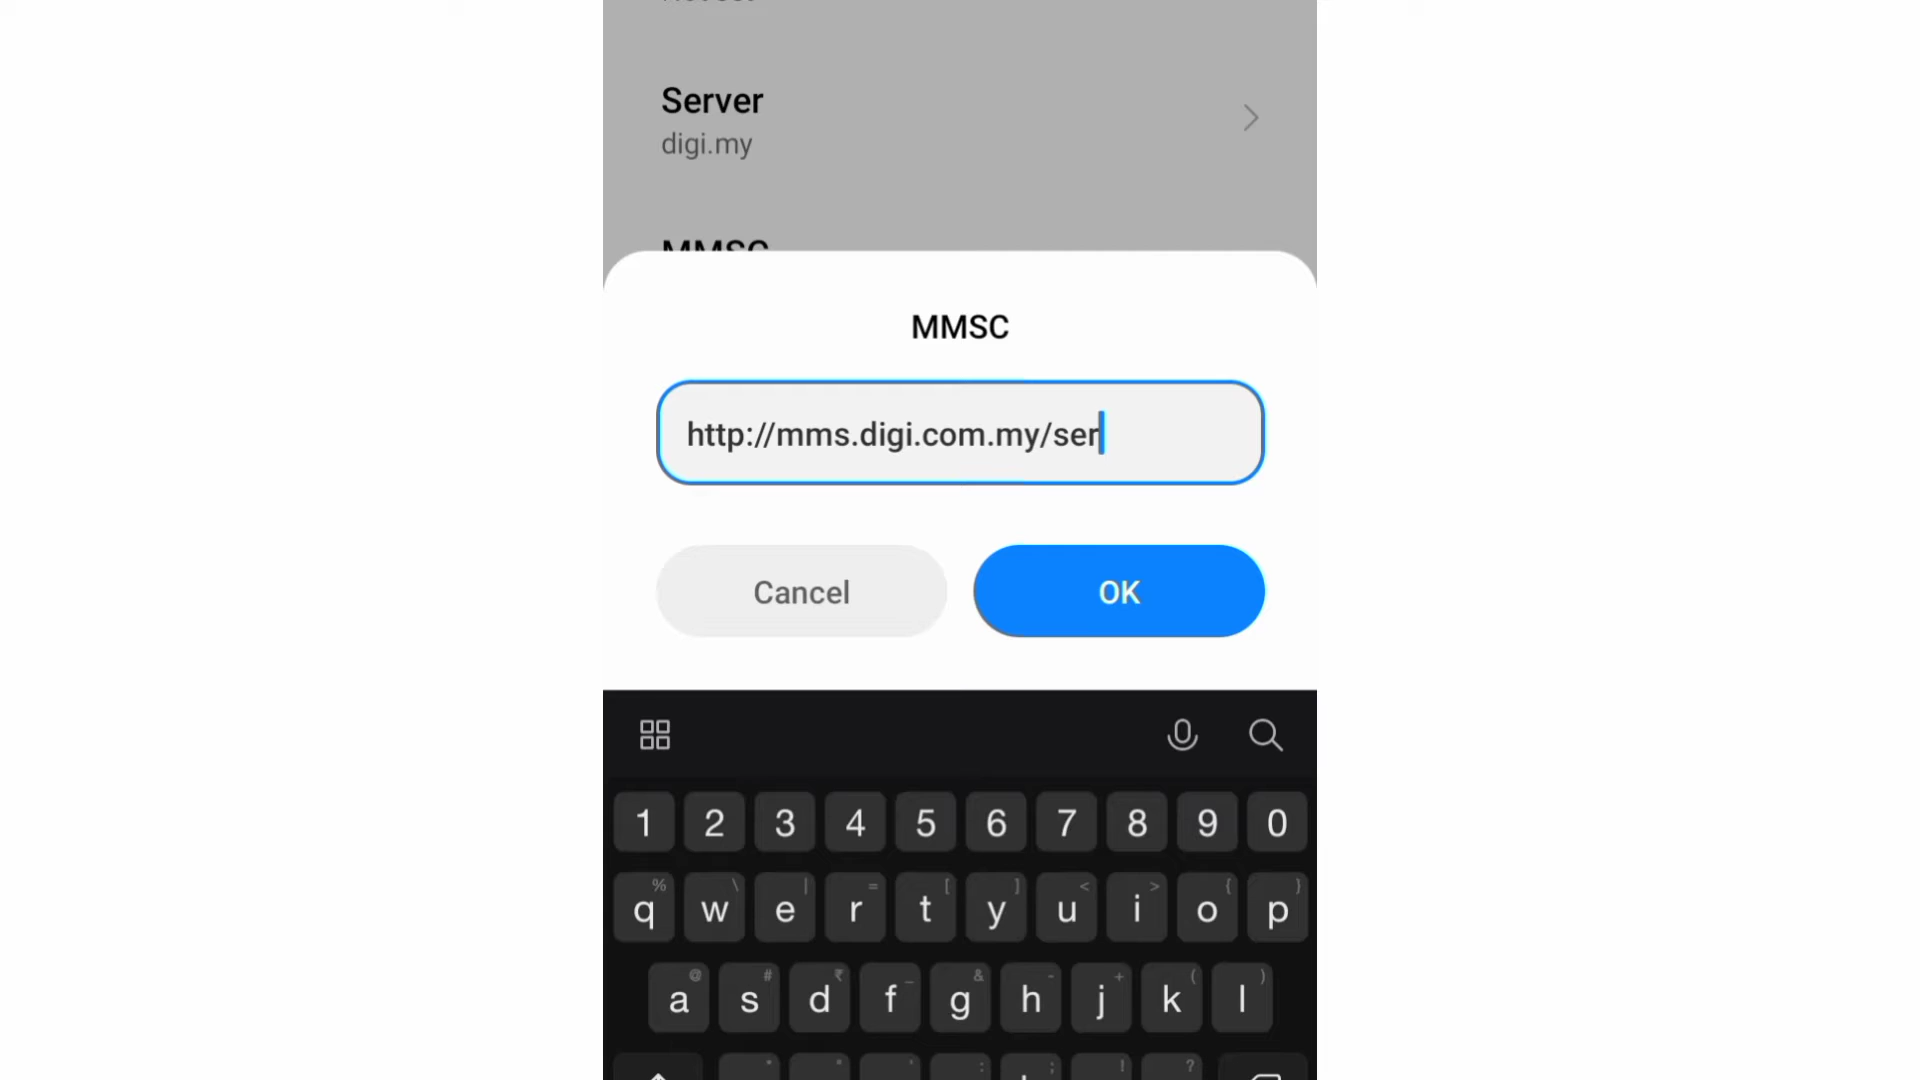 Server
digi.my
MMSC
MMSC
http://mms.digi.com.my/ser
Cancel
OK
1 2 3 4 5 6 7 8 9 0
% \ | = [ ] < > { }
q w e r t y u i o p
@ # ₹ _ & - + ( )
a s d f g h j k l